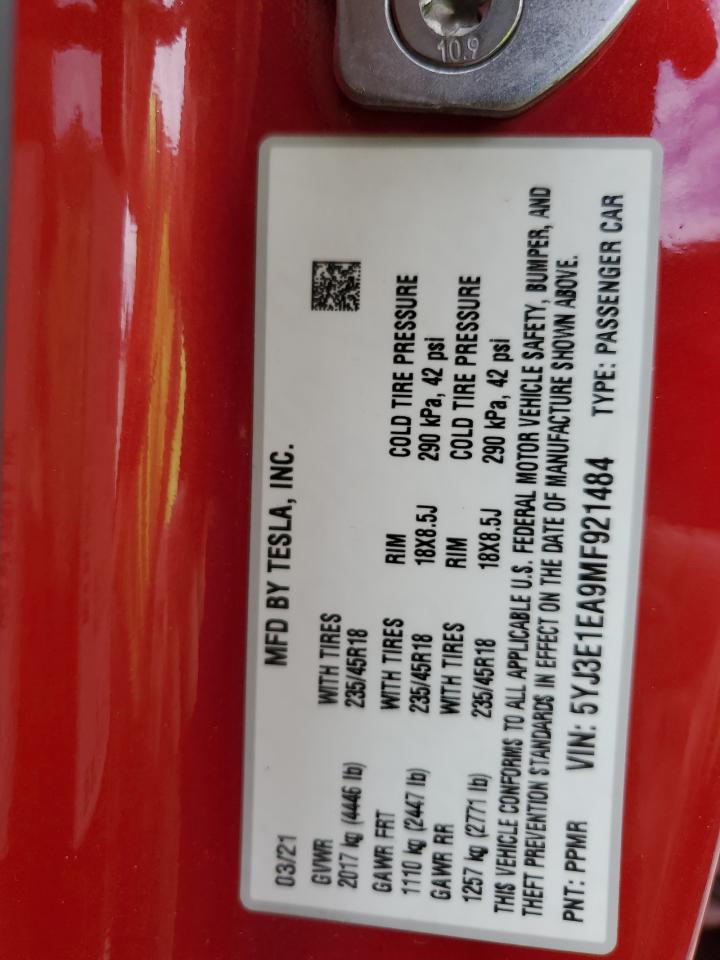 10.9
MFD BY TESLA, INC.
03/21
GVWR WITH TIRES
2017 kg (4446 lb) 235/45R18
GAWR FRT WITH TIRES RIM COLD TIRE PRESSURE
1110 kg (2447 lb) 235/45R18 18X8.5J 290 kPa, 42 psi
GAWR RR WITH TIRES RIM COLD TIRE PRESSURE
1257 kg (2771 lb) 235/45R18 18X8.5J 290 kPa, 42 psi
THIS VEHICLE CONFORMS TO ALL APPLICABLE U.S. FEDERAL MOTOR VEHICLE SAFETY, BUMPER, AND
THEFT PREVENTION STANDARDS IN EFFECT ON THE DATE OF MANUFACTURE SHOWN ABOVE.
PNT: PPMR VIN: 5YJ3E1EA9MF921484 TYPE: PASSENGER CAR